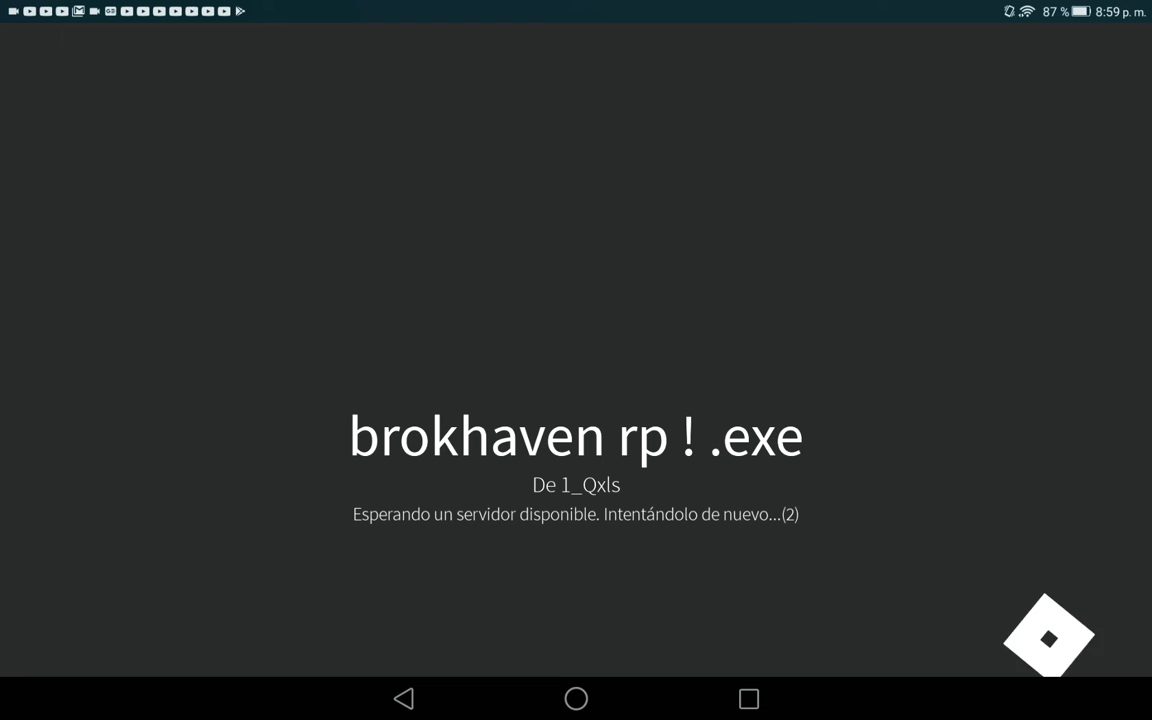 87 % 8:59 p. m.
brokhaven rp ! .exe
De 1_Qxls
Esperando un servidor disponible. Intentándolo de nuevo...(2)